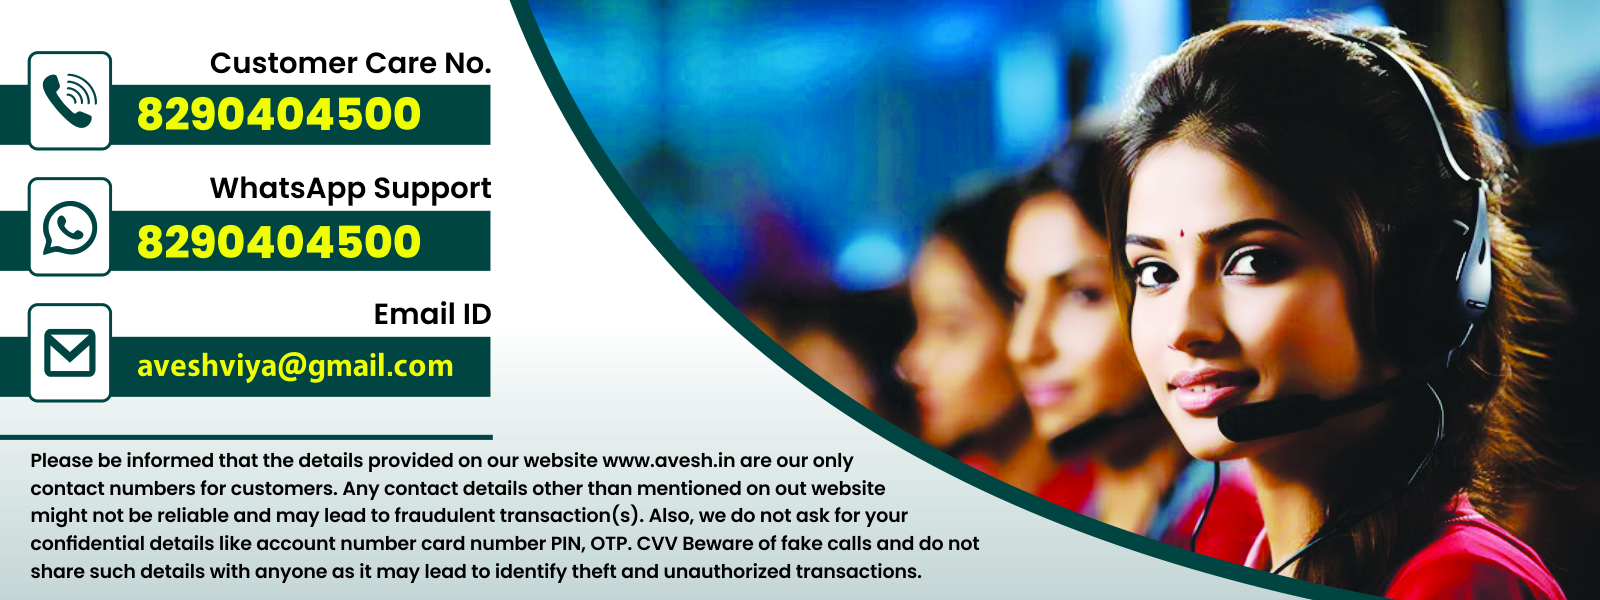 Customer Care No.
8290404500
WhatsApp Support
8290404500
Email ID
aveshviya@gmail.com
Please be informed that the details provided on our website www.avesh.in are our only
contact numbers for customers. Any contact details other than mentioned on out website
might not be reliable and may lead to fraudulent transaction(s). Also, we do not ask for your
confidential details like account number card number PIN, OTP. CVV Beware of fake calls and do not
share such details with anyone as it may lead to identify theft and unauthorized transactions.